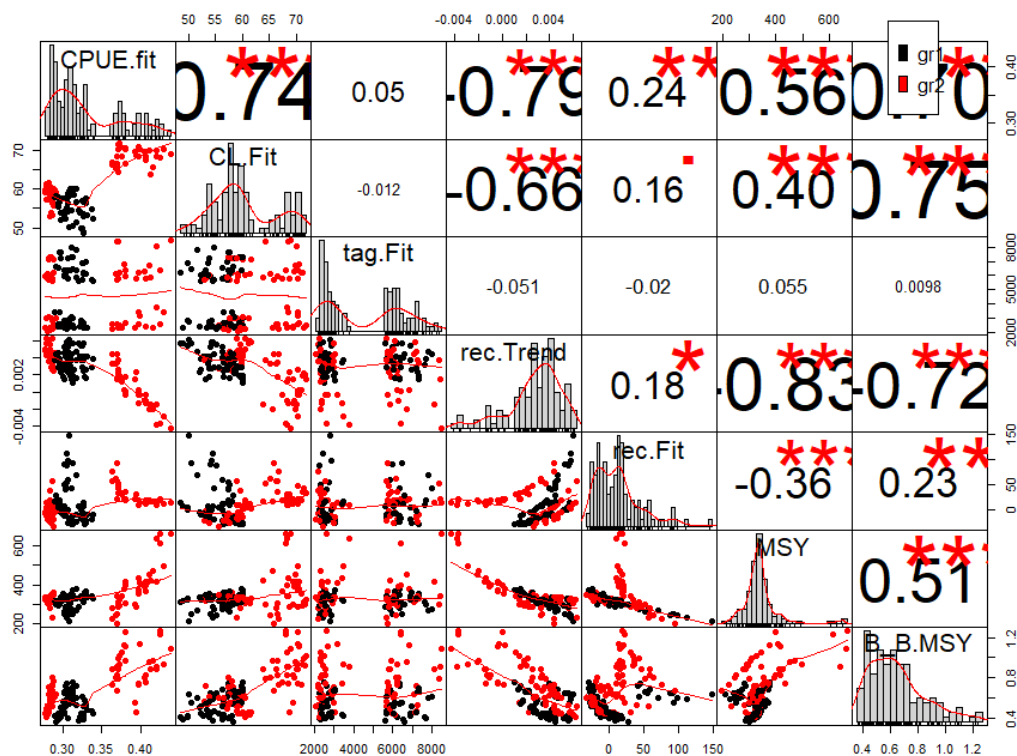 50 55 60 65 70 -0.004 0.000 0.004 200 400 600
CPUE.fit 0.74 *** 0.05 -0.79 *** 0.24 ** 0.56 *** 0.70 *** 0.30 0.40
gr1
gr2
50 60 70 CL.Fit -0.012 -0.66 *** 0.16 . 0.40 *** 0.75 ***
tag.Fit -0.051 -0.02 0.055 0.0098 2000 5000 8000
-0.004 0.002 rec.Trend 0.18 * -0.83 *** -0.72 ***
rec.Fit -0.36 *** 0.23 ** 0 50 150
200 400 600 MSY 0.51 ***
B_B.MSY 0.4 0.8 1.2
0.30 0.35 0.40 2000 4000 6000 8000 0 50 100 150 0.4 0.6 0.8 1.0 1.2